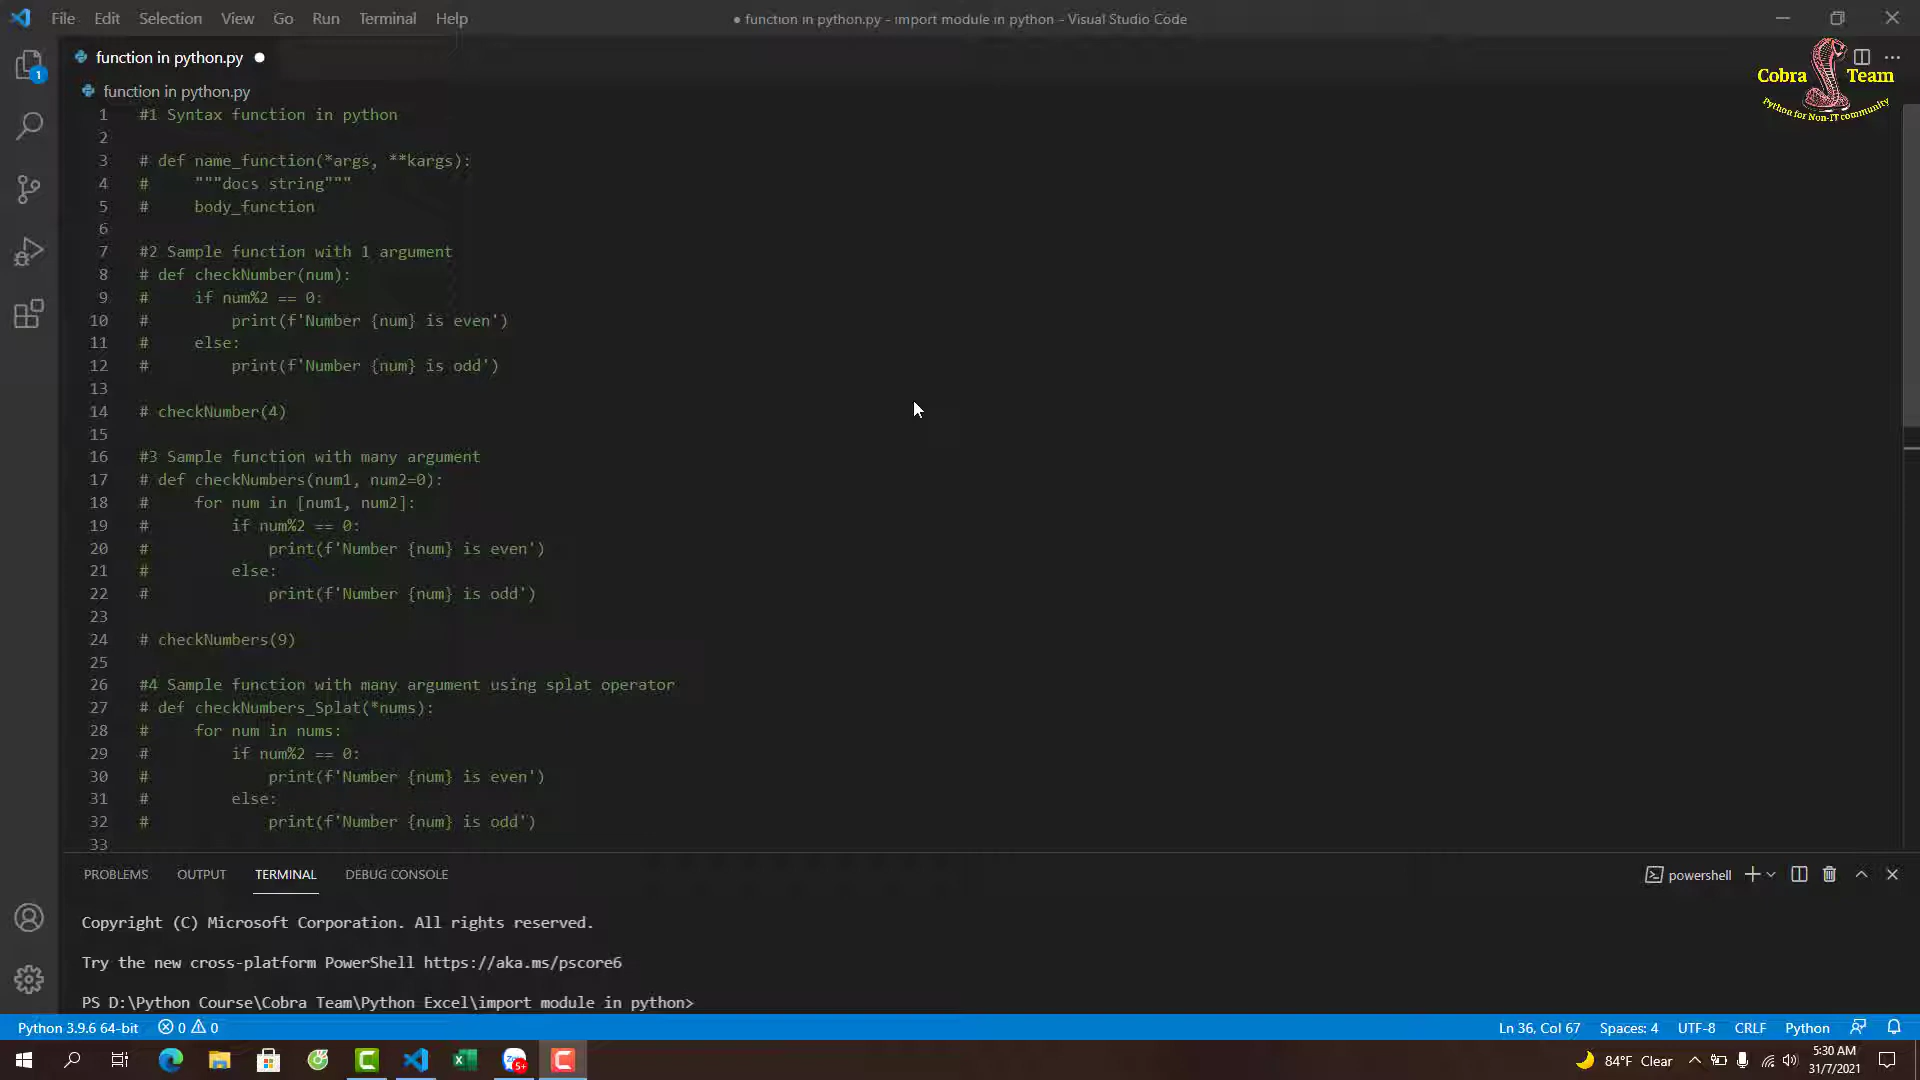 File Edit Selection View Go Run Terminal Help
● function in python.py - import module in python - Visual Studio Code
function in python.py ●
Cobra Team
Python for Non-IT community
1
function in python.py
1 #1 Syntax function in python
2
3 # def name_function(*args, **kargs):
4 #     """docs string"""
5 #     body_function
6
7 #2 Sample function with 1 argument
8 # def checkNumber(num):
9 #     if num%2 == 0:
10 #         print(f'Number {num} is even')
11 #     else:
12 #         print(f'Number {num} is odd')
13
14 # checkNumber(4)
15
16 #3 Sample function with many argument
17 # def checkNumbers(num1, num2=0):
18 #     for num in [num1, num2]:
19 #         if num%2 == 0:
20 #             print(f'Number {num} is even')
21 #         else:
22 #             print(f'Number {num} is odd')
23
24 # checkNumbers(9)
25
26 #4 Sample function with many argument using splat operator
27 # def checkNumbers_Splat(*nums):
28 #     for num in nums:
29 #         if num%2 == 0:
30 #             print(f'Number {num} is even')
31 #         else:
32 #             print(f'Number {num} is odd')
33
PROBLEMS OUTPUT TERMINAL DEBUG CONSOLE
powershell
Copyright (C) Microsoft Corporation. All rights reserved.
Try the new cross-platform PowerShell https://aka.ms/pscore6
PS D:\Python Course\Cobra Team\Python Excel\import module in python>
Python 3.9.6 64-bit 0 0
Ln 36, Col 67 Spaces: 4 UTF-8 CRLF Python
84°F Clear
5:30 AM
31/7/2021